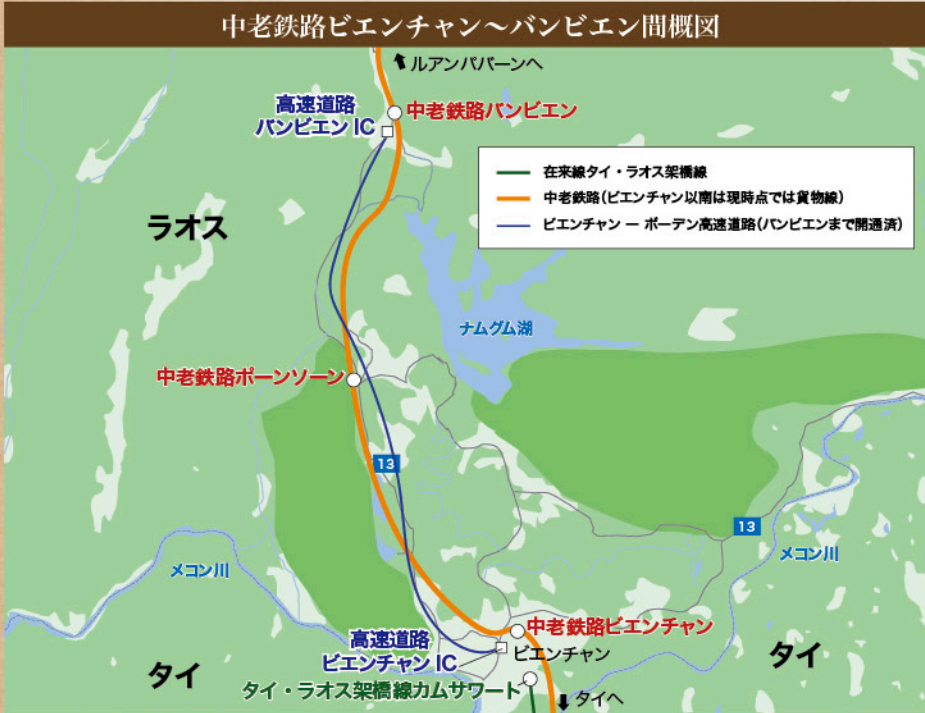 中老鉄路ビエンチャン～バンビエン間概図
ルアンパバーンへ
高速道路
バンビエン IC
中老鉄路バンビエン
在来線タイ・ラオス架橋線
中老鉄路(ビエンチャン以南は現時点では貨物線)
ビエンチャン ー ボーデン高速道路(バンビエンまで開通済)
ラオス
ナムグム湖
中老鉄路ポーンソーン
13
13
メコン川
メコン川
中老鉄路ビエンチャン
高速道路
ビエンチャン IC
ビエンチャン
タイ
タイ
タイ・ラオス架橋線カムサワート
タイへ